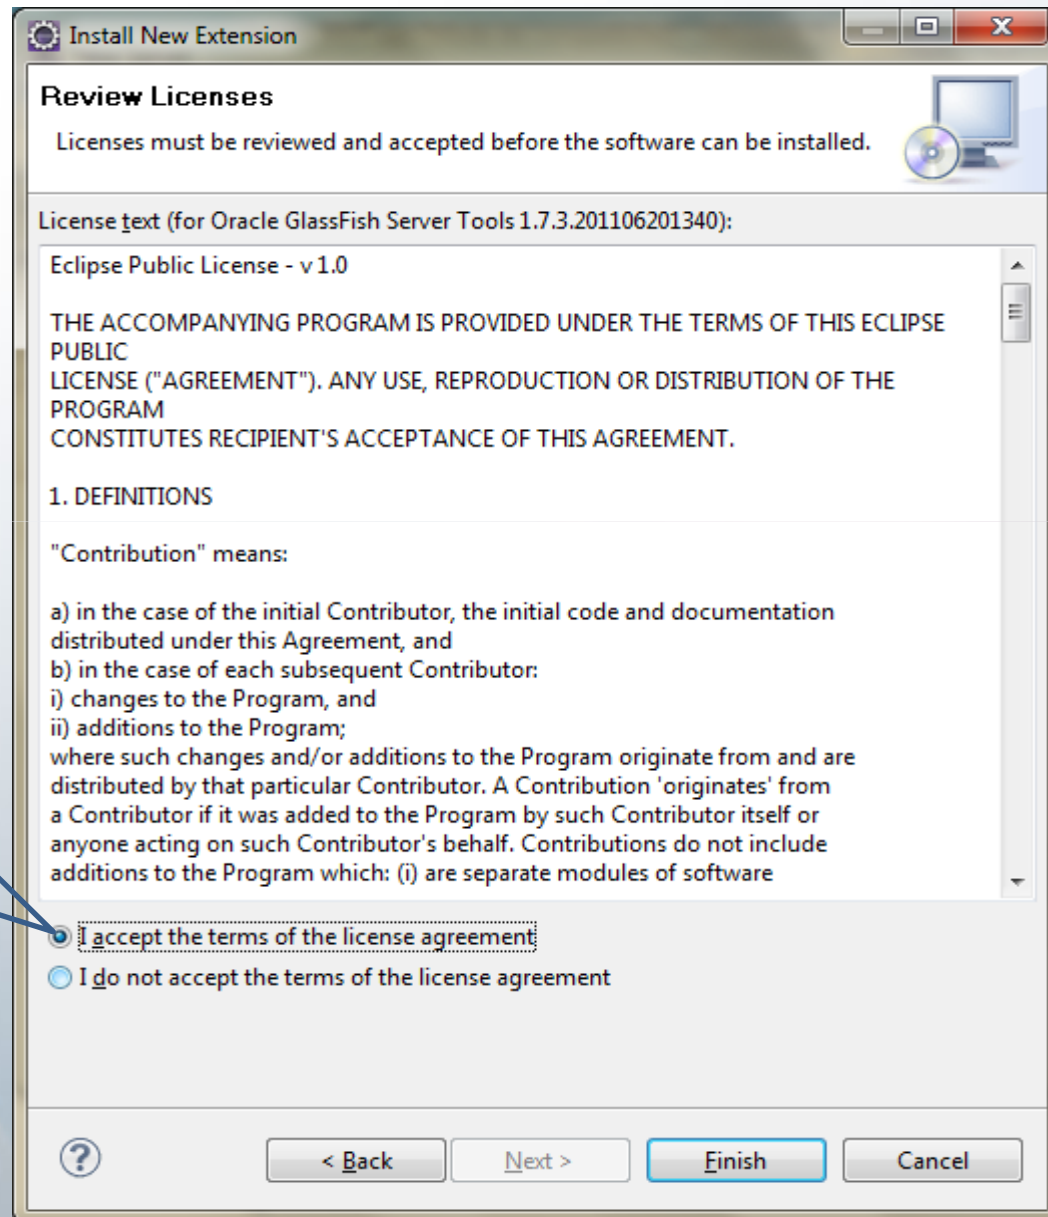 Install New Extension
Review Licenses
Licenses must be reviewed and accepted before the software can be installed.
License text (for Oracle GlassFish Server Tools 1.7.3.201106201340):
Eclipse Public License - v 1.0
THE ACCOMPANYING PROGRAM IS PROVIDED UNDER THE TERMS OF THIS ECLIPSE
PUBLIC
LICENSE ("AGREEMENT"). ANY USE, REPRODUCTION OR DISTRIBUTION OF THE
PROGRAM
CONSTITUTES RECIPIENT'S ACCEPTANCE OF THIS AGREEMENT.
1. DEFINITIONS
"Contribution" means:
a) in the case of the initial Contributor, the initial code and documentation
distributed under this Agreement, and
b) in the case of each subsequent Contributor:
i) changes to the Program, and
ii) additions to the Program;
where such changes and/or additions to the Program originate from and are
distributed by that particular Contributor. A Contribution 'originates' from
a Contributor if it was added to the Program by such Contributor itself or
anyone acting on such Contributor's behalf. Contributions do not include
additions to the Program which: (i) are separate modules of software
I accept the terms of the license agreement
I do not accept the terms of the license agreement
? < Back Next > Finish Cancel